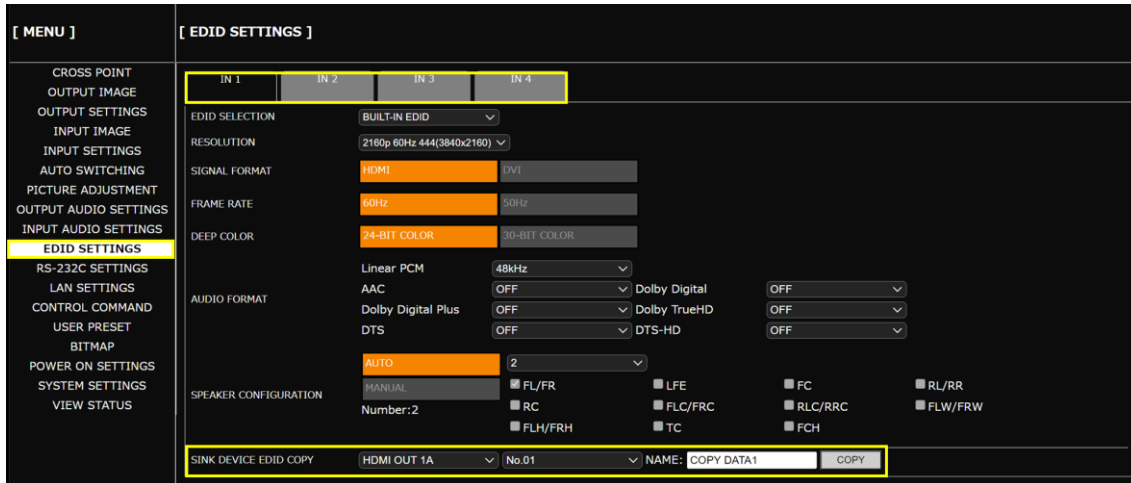 [ MENU ]
[ EDID SETTINGS ]
CROSS POINT
OUTPUT IMAGE
OUTPUT SETTINGS
INPUT IMAGE
INPUT SETTINGS
AUTO SWITCHING
PICTURE ADJUSTMENT
OUTPUT AUDIO SETTINGS
INPUT AUDIO SETTINGS
EDID SETTINGS
RS-232C SETTINGS
LAN SETTINGS
CONTROL COMMAND
USER PRESET
BITMAP
POWER ON SETTINGS
SYSTEM SETTINGS
VIEW STATUS
IN 1 IN 2 IN 3 IN 4
EDID SELECTION BUILT-IN EDID
RESOLUTION 2160p 60Hz 444(3840x2160)
SIGNAL FORMAT HDMI DVI
FRAME RATE 60Hz 50Hz
DEEP COLOR 24-BIT COLOR 30-BIT COLOR
AUDIO FORMAT
Linear PCM 48kHz
AAC OFF Dolby Digital OFF
Dolby Digital Plus OFF Dolby TrueHD OFF
DTS OFF DTS-HD OFF
SPEAKER CONFIGURATION
AUTO 2
MANUAL FL/FR LFE FC RL/RR
Number:2 RC FLC/FRC RLC/RRC FLW/FRW
FLH/FRH TC FCH
SINK DEVICE EDID COPY HDMI OUT 1A No.01 NAME: COPY DATA1 COPY